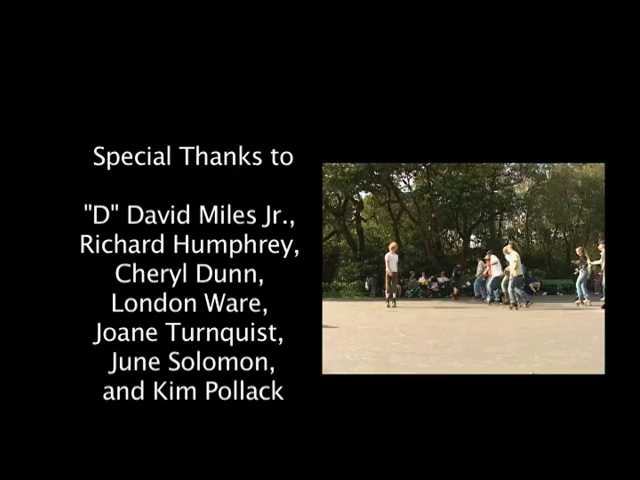 Special Thanks to
"D" David Miles Jr.,
Richard Humphrey,
Cheryl Dunn,
London Ware,
Joane Turnquist,
June Solomon,
and Kim Pollack